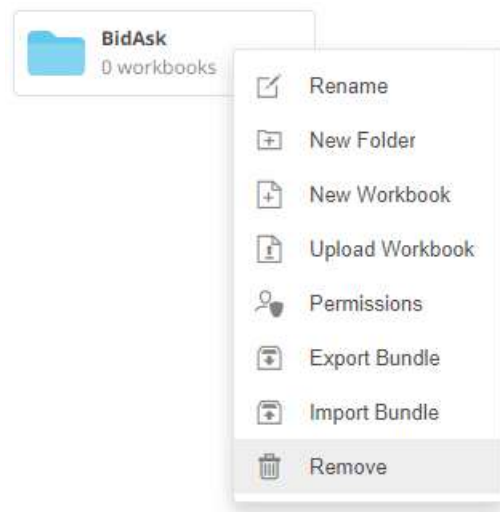 BidAsk
0 workbooks
Rename
New Folder
New Workbook
Upload Workbook
Permissions
Export Bundle
Import Bundle
Remove